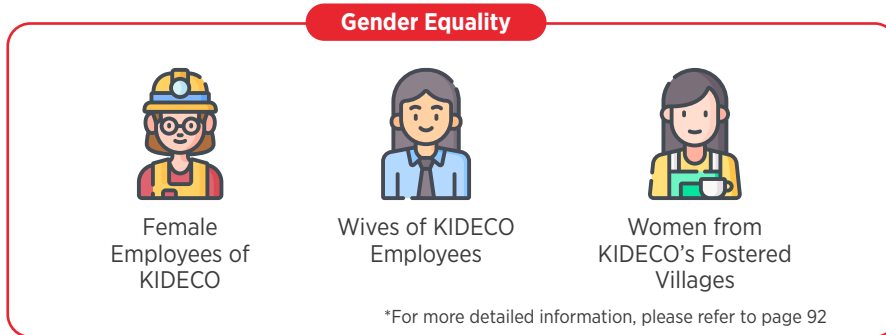 Gender Equality
Female
Employees of
KIDECO
Wives of KIDECO
Employees
Women from
KIDECO’s Fostered
Villages
*For more detailed information, please refer to page 92